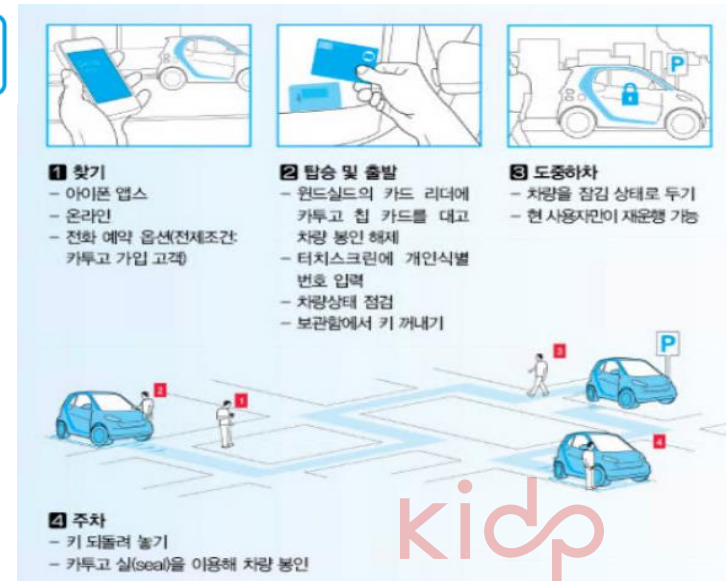 1 찾기
- 아이폰 앱스
- 온라인
- 전화 예약 옵션(전제조건:
카투고 가입 고객)
2 탑승 및 출발
- 윈드실드의 카드 리더에
카투고 칩 카드를 대고
차량 봉인 해제
- 터치스크린에 개인식별
번호 입력
- 차량상태 점검
- 보관함에서 키 꺼내기
P
3 도중하차
- 차량을 잠김 상태로 두기
- 현 사용자만이 재운행 가능
2
1
3
P
4
4 주차
- 키 되돌려 놓기
- 카투고 실(seal)을 이용해 차량 봉인
kidp